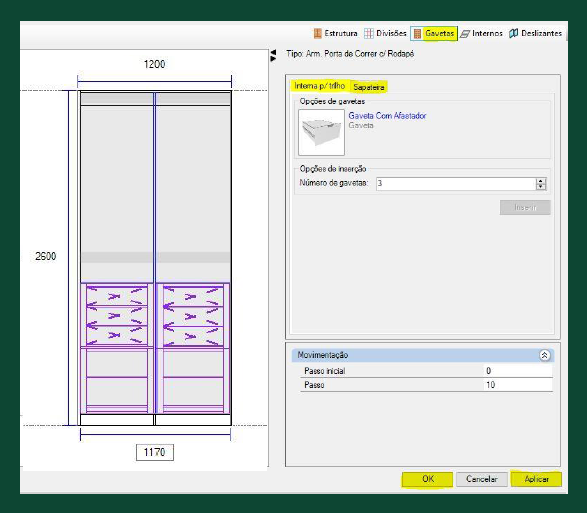 Estrutura Divisões Gavetas Internos Deslizantes
Tipo: Arm. Porta de Correr c/ Rodapé
1200
Interna p/ trilho Sapateira
Opções de gavetas
Gaveta Com Afastador
Gaveta
Opções de inserção
Número de gavetas: 3
Inserir
2600
Movimentação
Passo inicial 0
Passo 10
1170
OK Cancelar Aplicar